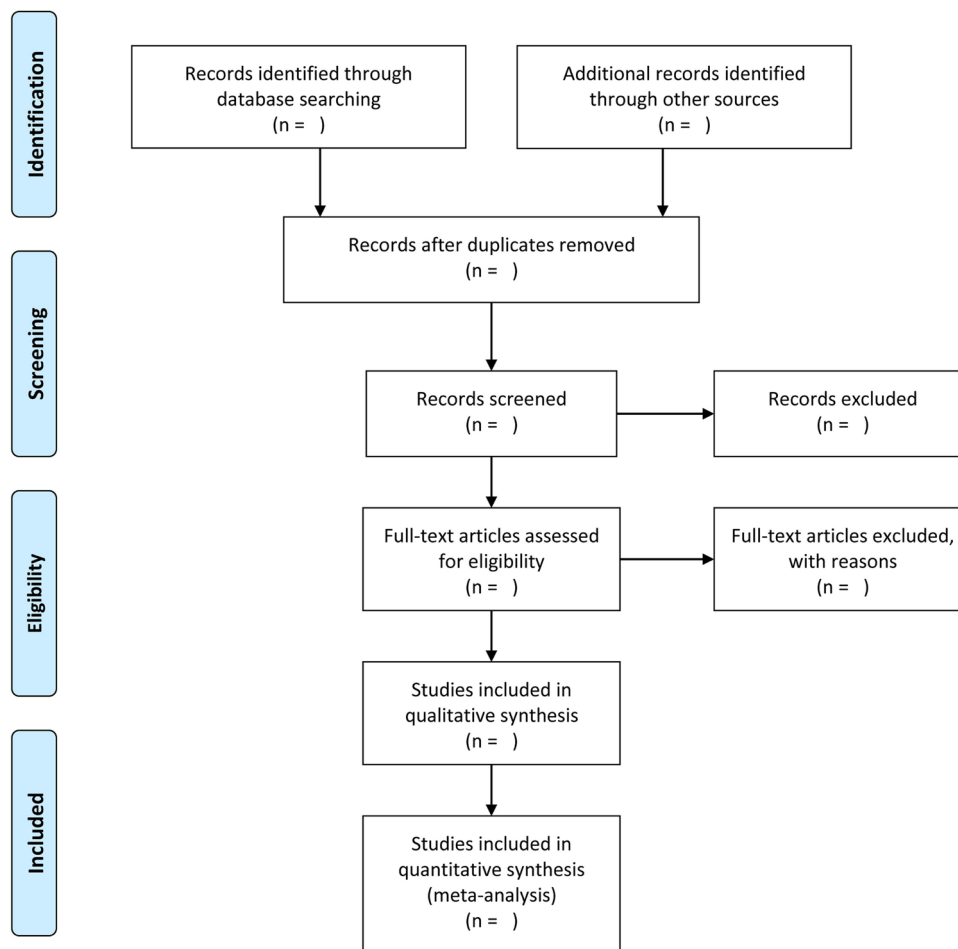 Identification
Records identified through
database searching
(n =   )
Additional records identified
through other sources
(n =   )
Records after duplicates removed
(n =   )
Screening
Records screened
(n =   )
Records excluded
(n =   )
Eligibility
Full-text articles assessed
for eligibility
(n =   )
Full-text articles excluded,
with reasons
(n =   )
Studies included in
qualitative synthesis
(n =   )
Included
Studies included in
quantitative synthesis
(meta-analysis)
(n =   )